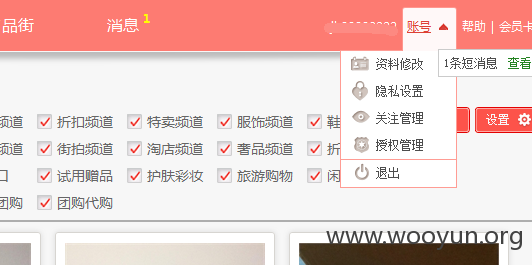 品街 消息 1 账号 帮助 | 会员卡
资料修改 1条短消息 查看
隐私设置
频道 折扣频道 特卖频道 服饰频道 鞋 关注管理 设置
频道 街拍频道 淘店频道 奢品频道 折 授权管理
口 试用赠品 护肤彩妆 旅游购物 闲 退出
团购 团购代购
www.wooyun.org